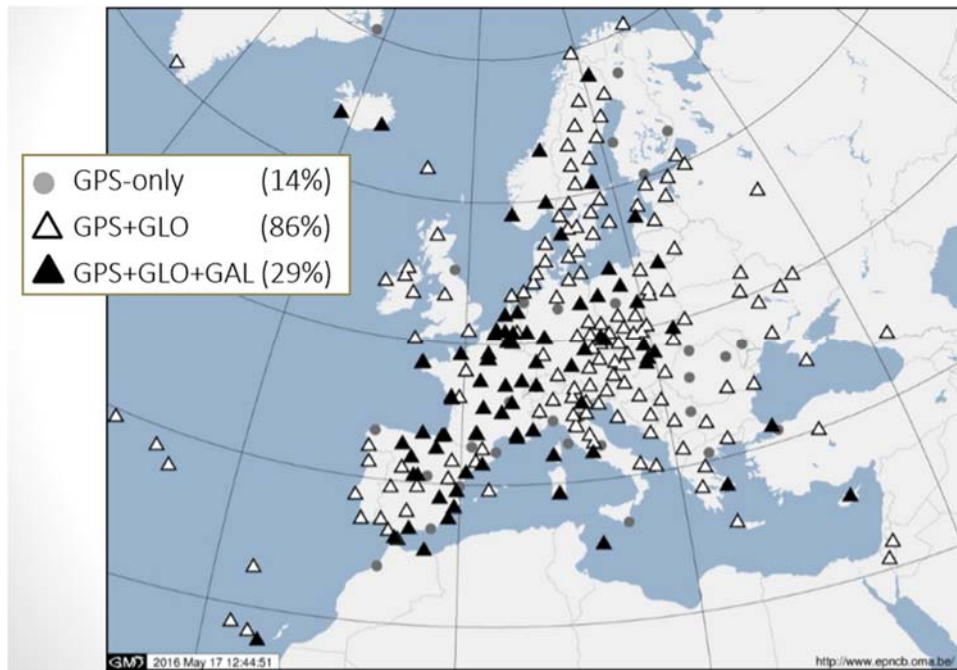 GPS-only (14%)
GPS+GLO (86%)
GPS+GLO+GAL (29%)
GMD 2016 May 17 12:44:51
http://www.epncb.oma.be/